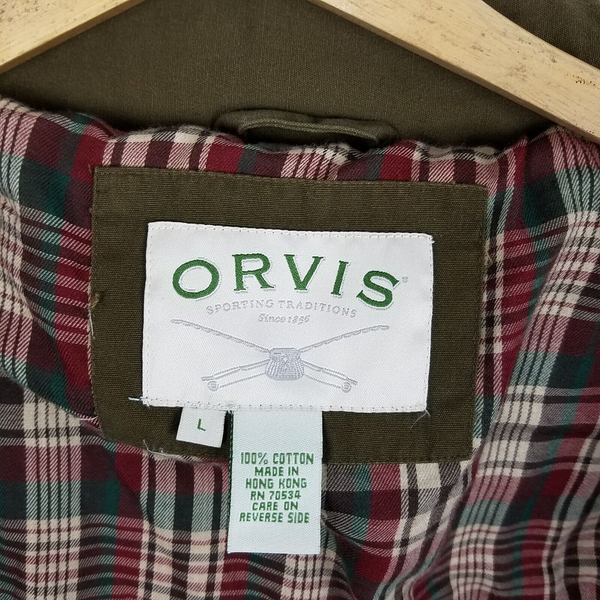 ORVIS®
SPORTING TRADITIONS
Since 1856
L
100% COTTON
MADE IN
HONG KONG
RN 70534
CARE ON
REVERSE SIDE